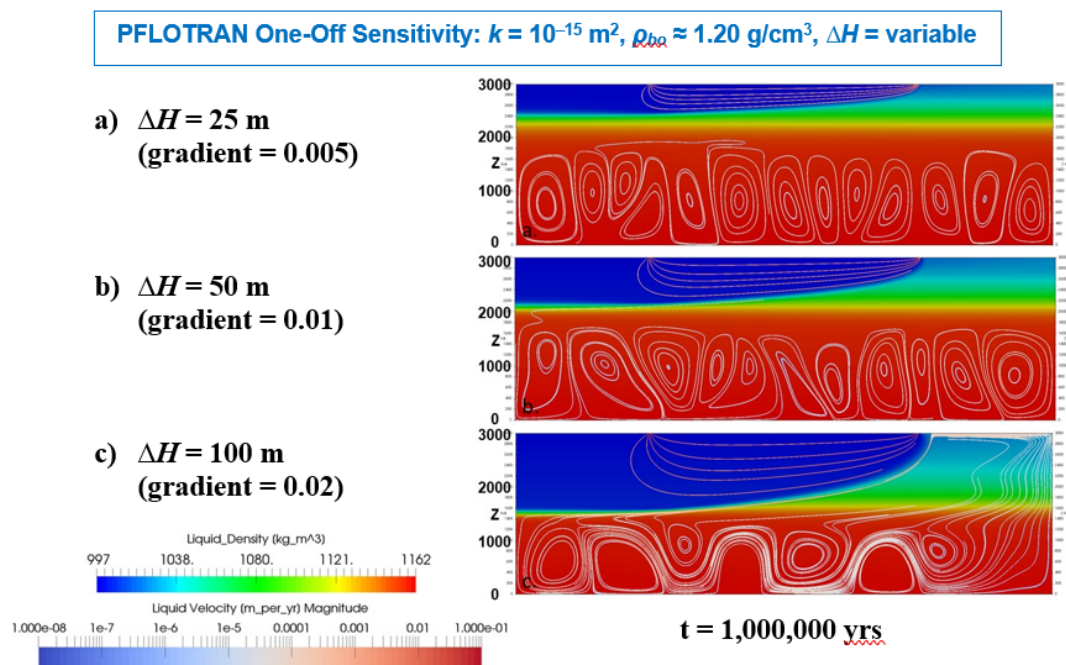 PFLOTRAN One-Off Sensitivity: k = 10⁻¹⁵ m², ρbo ≈ 1.20 g/cm³, ΔH = variable
a) ΔH = 25 m
(gradient = 0.005)
3000
2000
Z
1000
0
a.
b) ΔH = 50 m
(gradient = 0.01)
3000
2000
Z
1000
0
b.
c) ΔH = 100 m
(gradient = 0.02)
3000
2000
Z
1000
0
c
Liquid_Density (kg_m^3)
997 1038. 1080. 1121. 1162
Liquid Velocity (m_per_yr) Magnitude
1.000e-08 1e-7 1e-6 1e-5 0.0001 0.001 0.01 1.000e-01
t = 1,000,000 yrs